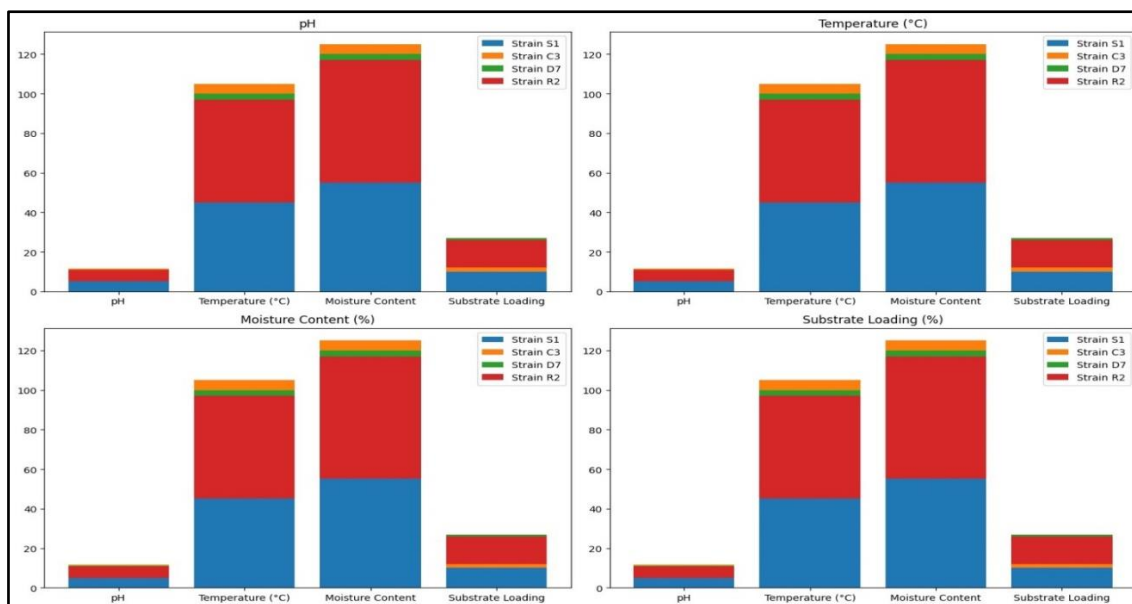 pH
120
100
80
60
40
20
0
Strain S1
Strain C3
Strain D7
Strain R2
pH Temperature (°C) Moisture Content Substrate Loading
Temperature (°C)
120
100
80
60
40
20
0
Strain S1
Strain C3
Strain D7
Strain R2
pH Temperature (°C) Moisture Content Substrate Loading
Moisture Content (%)
120
100
80
60
40
20
0
Strain S1
Strain C3
Strain D7
Strain R2
pH Temperature (°C) Moisture Content Substrate Loading
Substrate Loading (%)
120
100
80
60
40
20
0
Strain S1
Strain C3
Strain D7
Strain R2
pH Temperature (°C) Moisture Content Substrate Loading